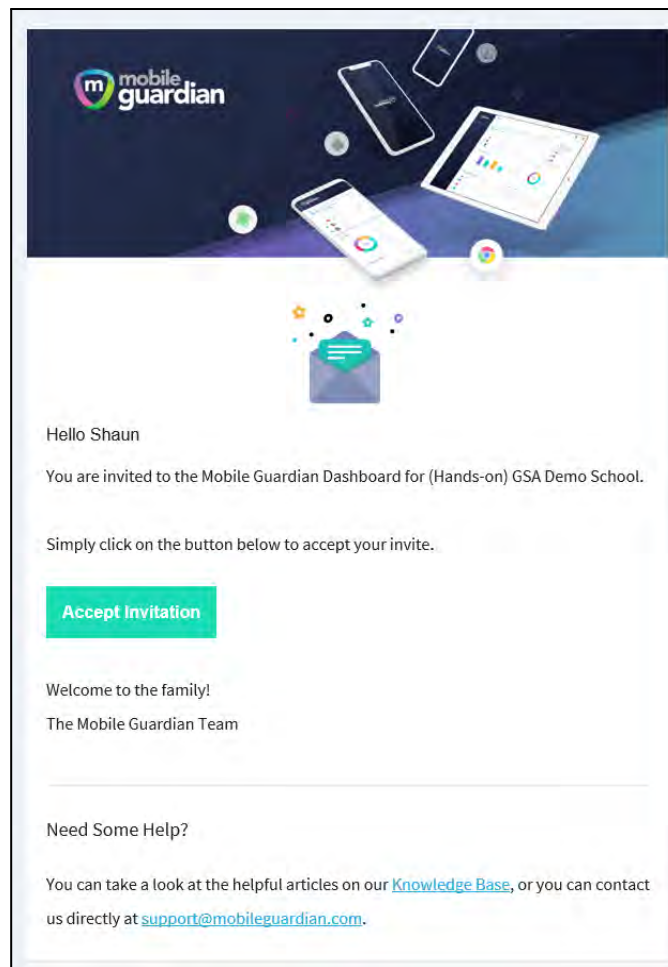 m mobile
guardian
Hello Shaun
You are invited to the Mobile Guardian Dashboard for (Hands-on) GSA Demo School.
Simply click on the button below to accept your invite.
Accept Invitation
Welcome to the family!
The Mobile Guardian Team
Need Some Help?
You can take a look at the helpful articles on our Knowledge Base, or you can contact
us directly at support@mobileguardian.com.